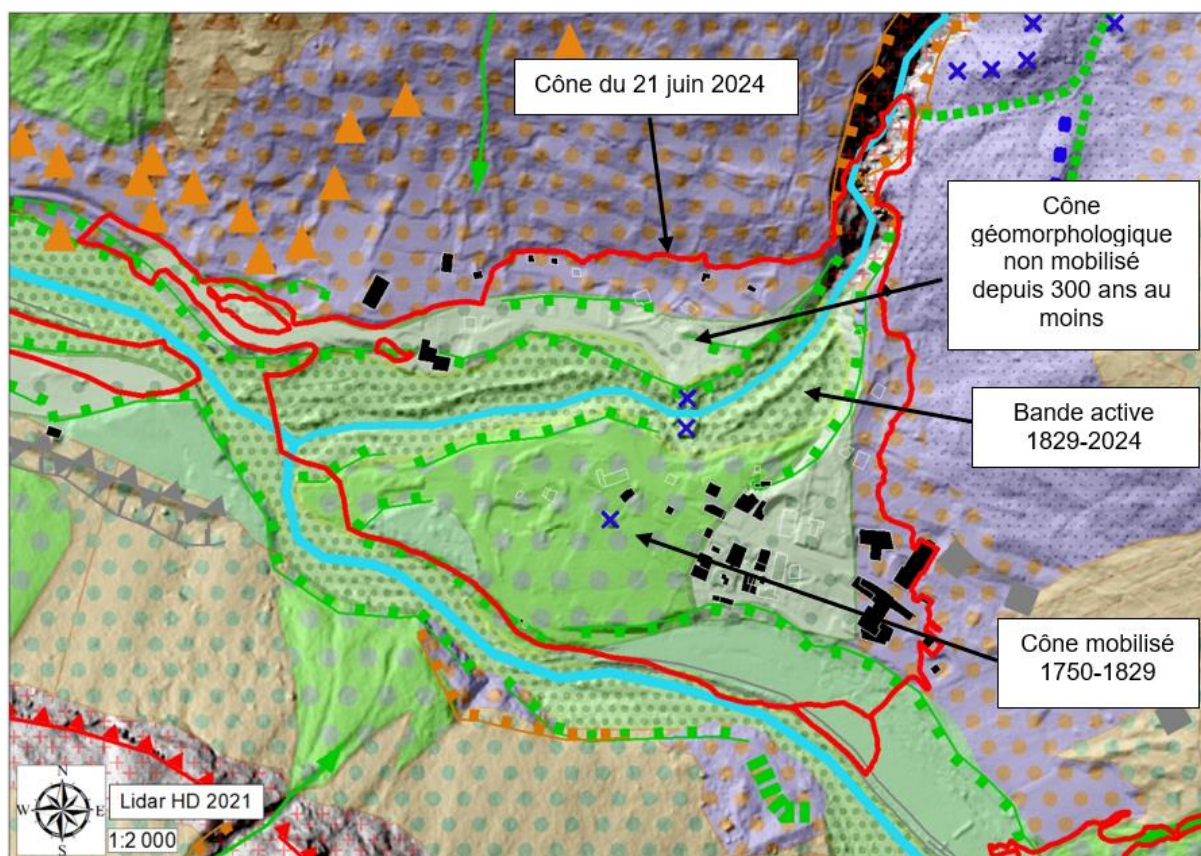 Cône du 21 juin 2024
Cône
géomorphologique
non mobilisé
depuis 300 ans au
moins
Bande active
1829-2024
Cône mobilisé
1750-1829
N
W
E
S
Lidar HD 2021
1:2 000